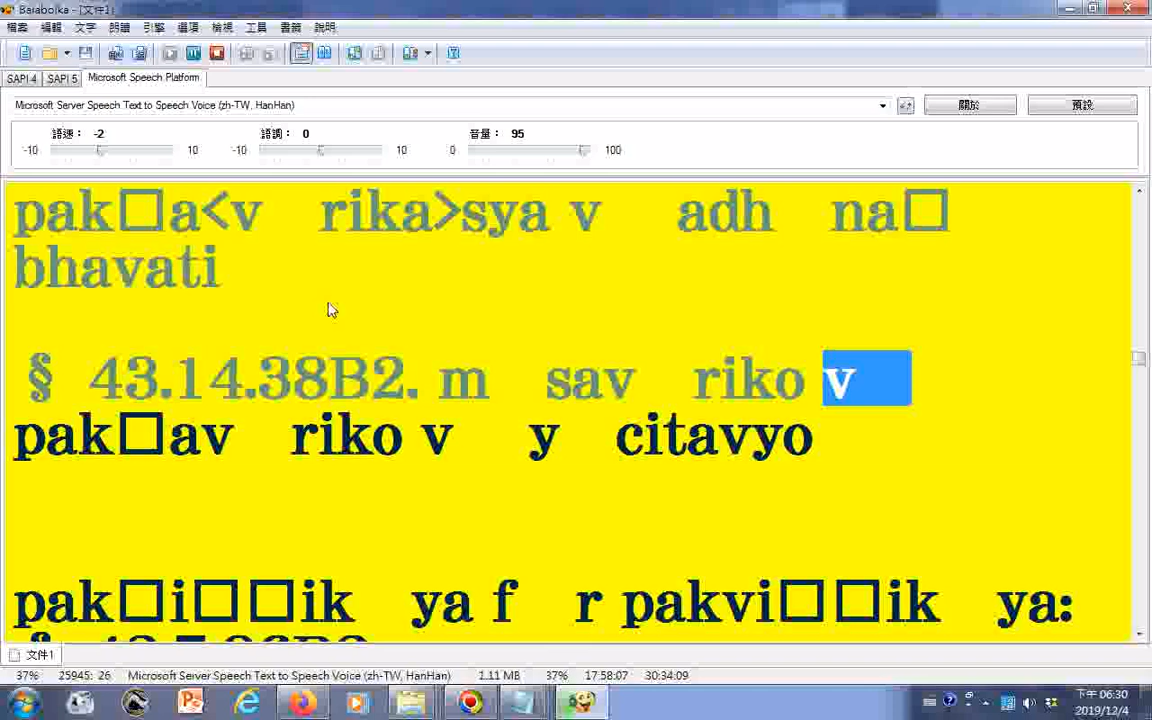 Balabolka - [文件1]
檔案 編輯 文字 朗讀 引擎 選項 檢視 工具 書籤 說明
SAPI 4 SAPI 5 Microsoft Speech Platform
Microsoft Server Speech Text to Speech Voice (zh-TW, HanHan) 關於 預設
語速: -2 語調: 0 音量: 95
-10 10 -10 10 0 100
pak□a<v rika>sya v adh na□
bhavati
§ 43.14.38B2. m sav riko v
pak□av riko v y citavyo
pak□i□□ik ya f r pakvi□□ik ya:
文件1
37% 25945: 26 Microsoft Server Speech Text to Speech Voice (zh-TW, HanHan) 1.11 MB 37% 17:58:07 30:34:09
下午 06:30
2019/12/4